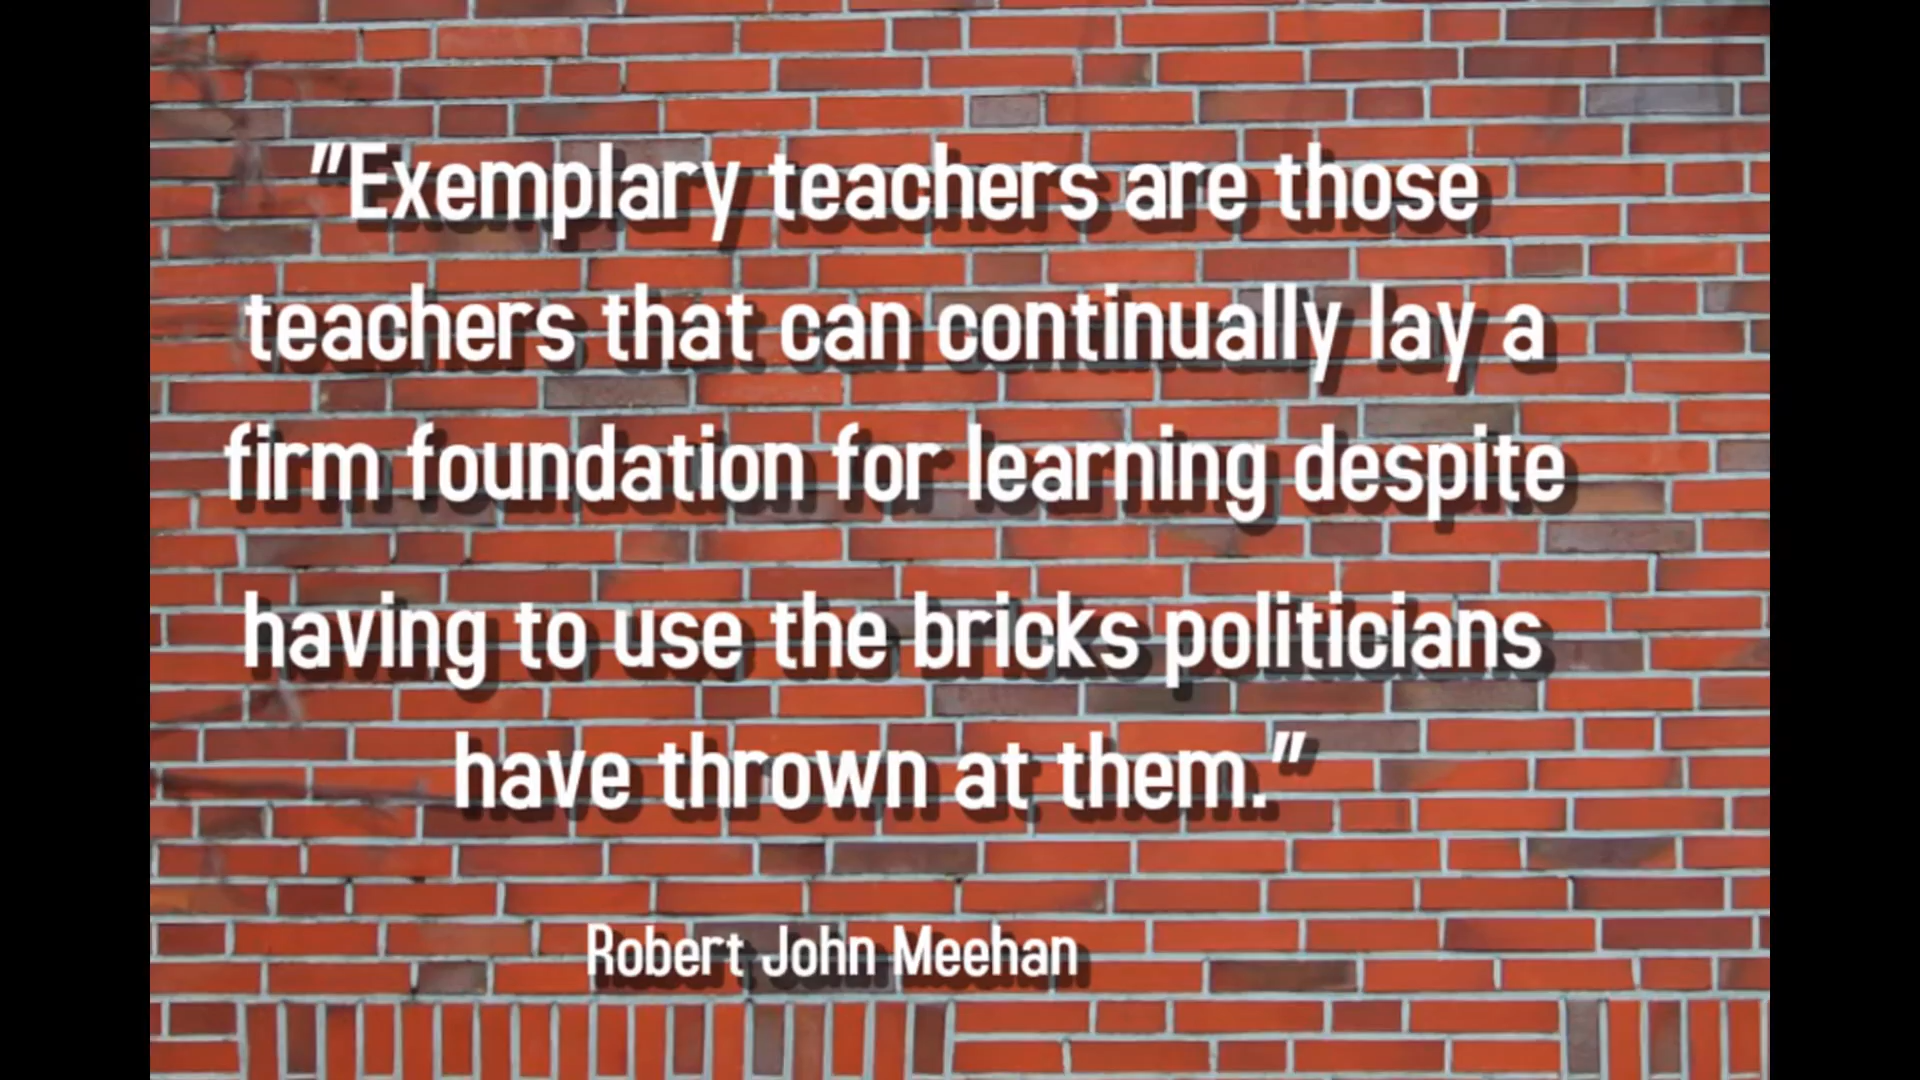 "Exemplary teachers are those
teachers that can continually lay a
firm foundation for learning despite
having to use the bricks politicians
have thrown at them."
Robert John Meehan